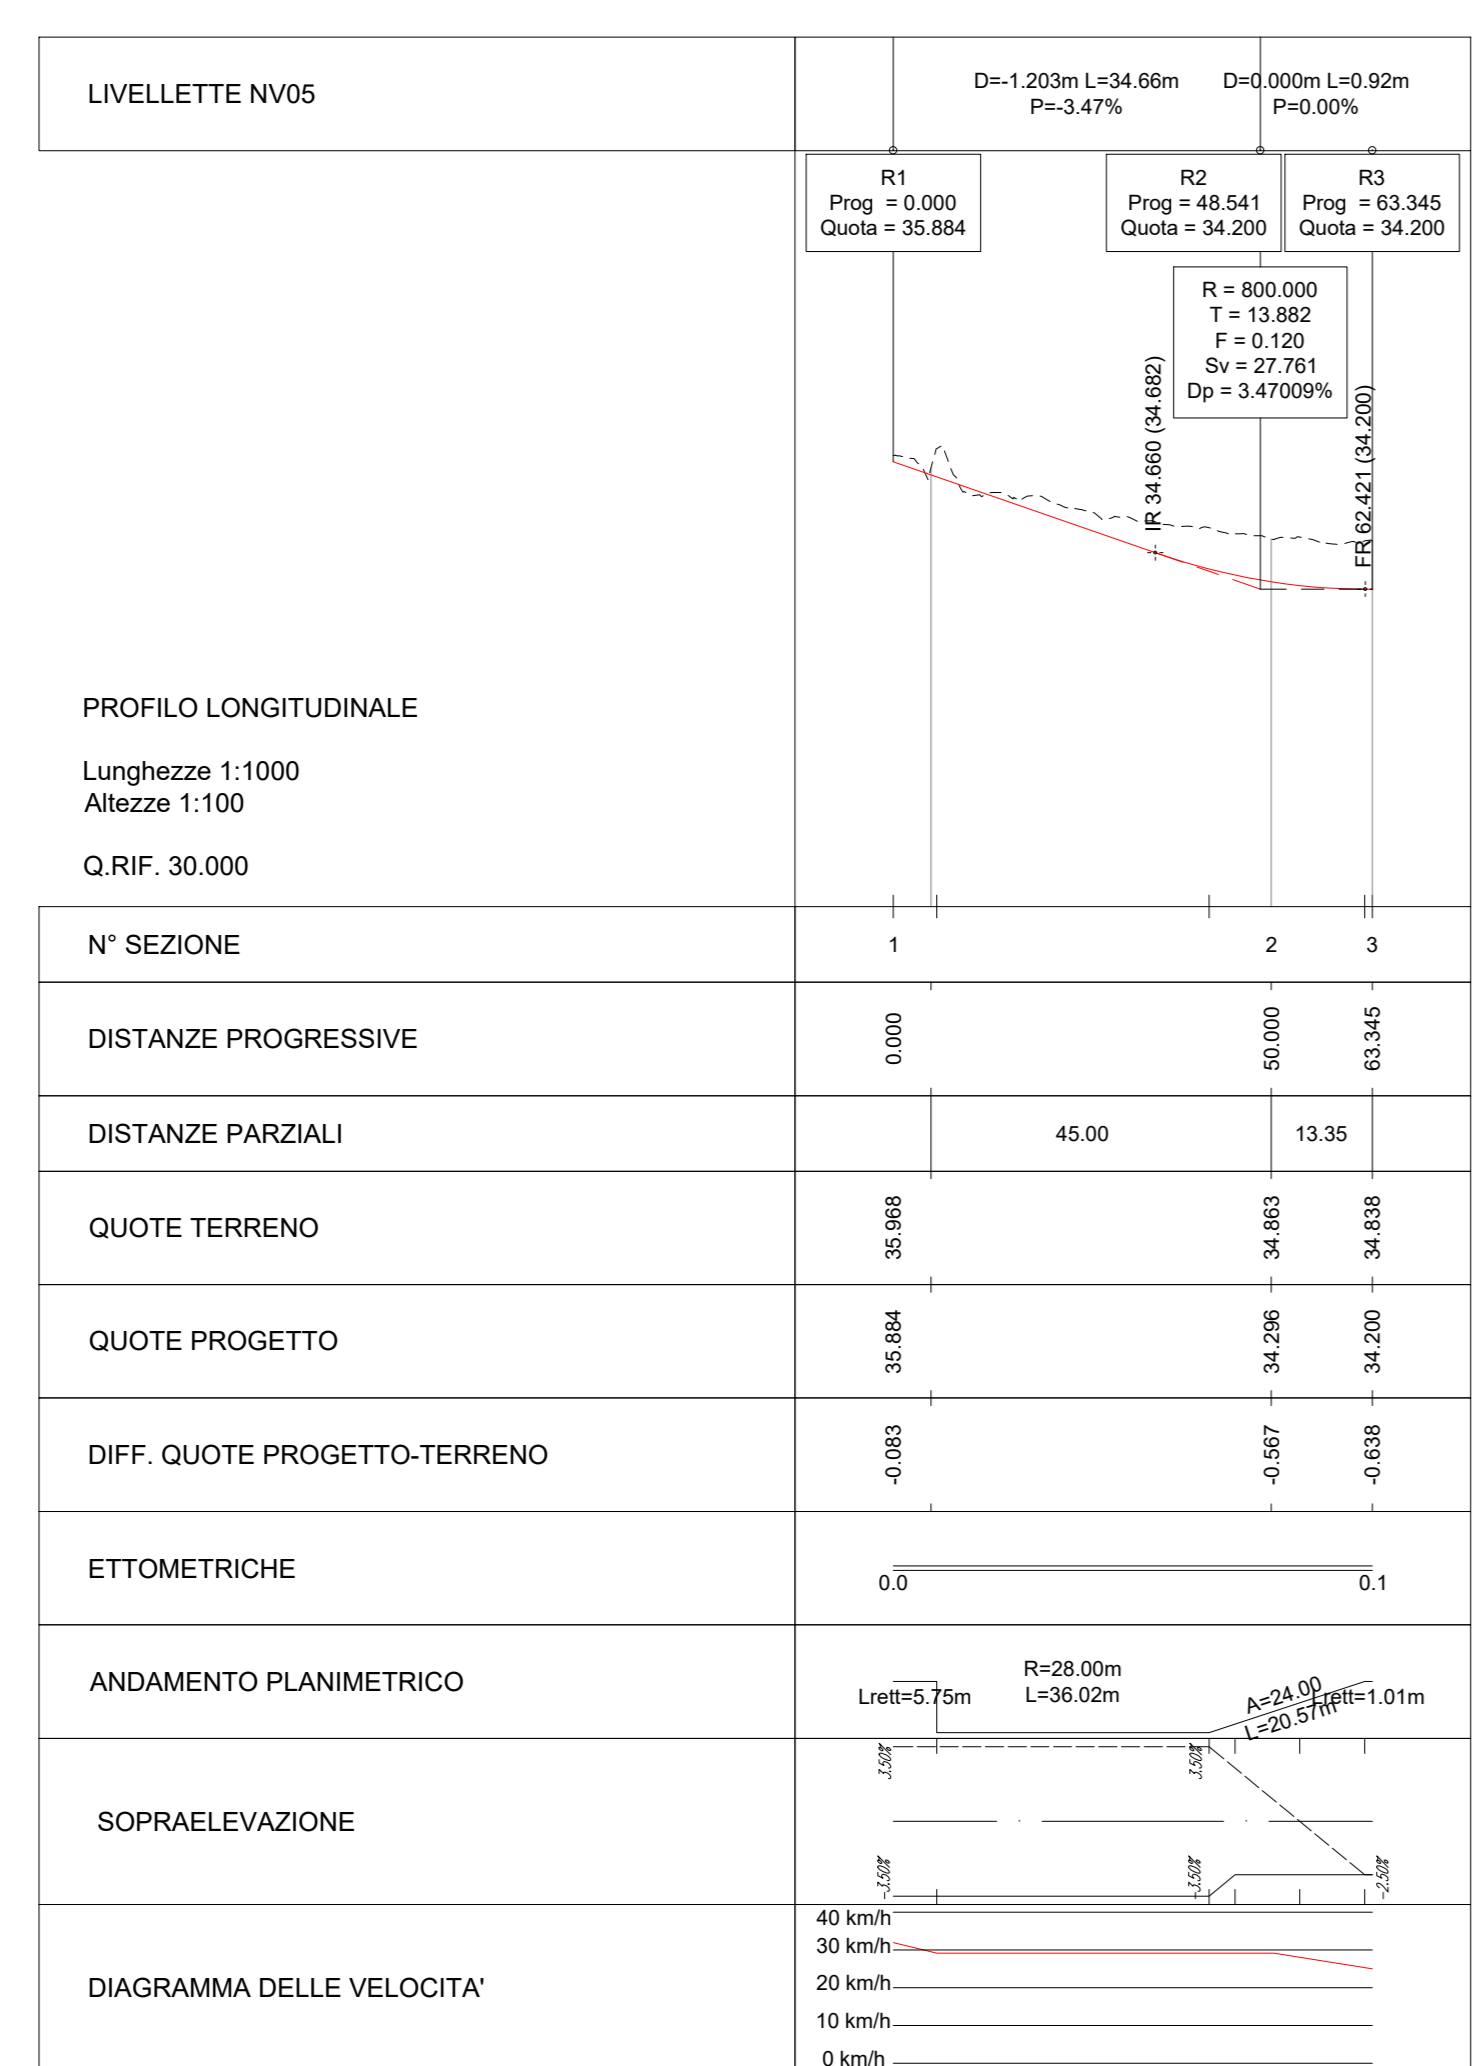 LIVELLETTE NV05
D=-1.203m L=34.66m
P=-3.47%
D=0.000m L=0.92m
P=0.00%
R1
Prog = 0.000
Quota = 35.884
R2
Prog = 48.541
Quota = 34.200
R3
Prog = 63.345
Quota = 34.200
R = 800.000
T = 13.882
F = 0.120
Sv = 27.761
Dp = 3.47009%
IR 34.660 (34.682)
FR 62.421 (34.200)
PROFILO LONGITUDINALE
Lunghezze 1:1000
Altezze 1:100
Q.RIF. 30.000
N° SEZIONE
1
2
3
DISTANZE PROGRESSIVE
0.000
50.000
63.345
DISTANZE PARZIALI
45.00
13.35
QUOTE TERRENO
35.968
34.863
34.838
QUOTE PROGETTO
35.884
34.296
34.200
DIFF. QUOTE PROGETTO-TERRENO
-0.083
-0.567
-0.638
ETTOMETRICHE
0.0
0.1
ANDAMENTO PLANIMETRICO
Lrett=5.75m
R=28.00m
L=36.02m
A=24.00
L=20.57m
Lrett=1.01m
SOPRAELEVAZIONE
3.50%
3.50%
-3.50%
-3.50%
-2.50%
DIAGRAMMA DELLE VELOCITA'
40 km/h
30 km/h
20 km/h
10 km/h
0 km/h